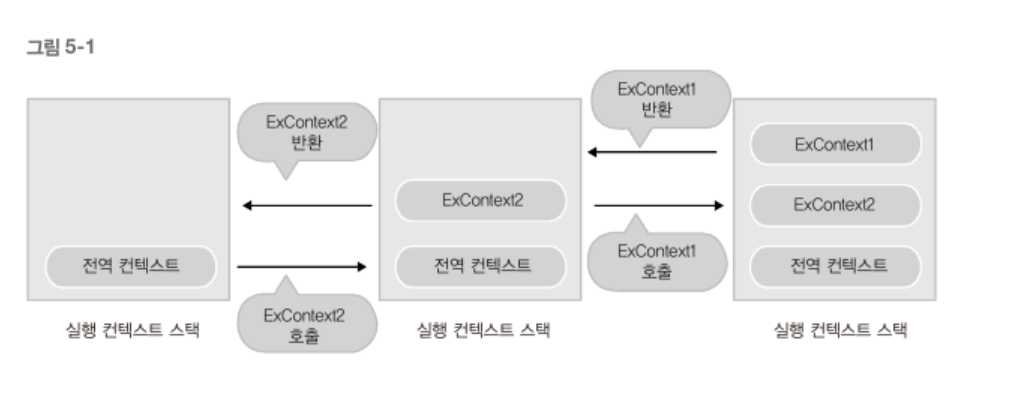 그림 5-1
ExContext2
반환
ExContext1
반환
ExContext1
ExContext2
ExContext2
전역 컨텍스트
전역 컨텍스트
전역 컨텍스트
ExContext2
호출
ExContext1
호출
실행 컨텍스트 스택
실행 컨텍스트 스택
실행 컨텍스트 스택